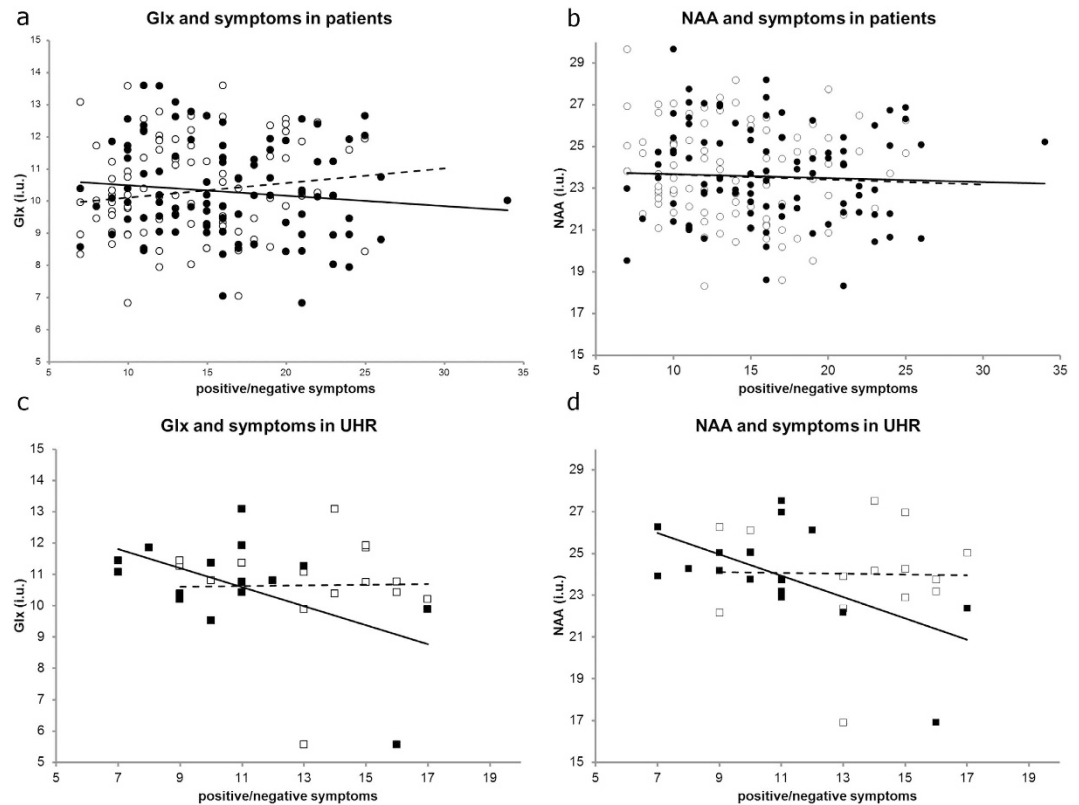 a
Glx and symptoms in patients
15
14
13
12
11
10
9
8
7
6
5
Glx (i.u.)
5 10 15 20 25 30 35
positive/negative symptoms
b
NAA and symptoms in patients
29
27
25
23
21
19
17
15
NAA (i.u.)
5 10 15 20 25 30 35
positive/negative symptoms
c
Glx and symptoms in UHR
15
14
13
12
11
10
9
8
7
6
5
Glx (i.u.)
5 7 9 11 13 15 17 19
positive/negative symptoms
d
NAA and symptoms in UHR
29
27
25
23
21
19
17
15
NAA (i.u.)
5 7 9 11 13 15 17 19
positive/negative symptoms